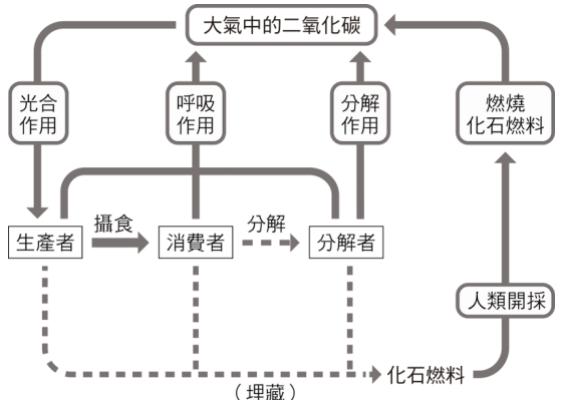 大氣中的二氧化碳
光合
作用
呼吸
作用
分解
作用
燃燒
化石燃料
攝食
分解
生產者
消費者
分解者
人類開採
化石燃料
（埋藏）